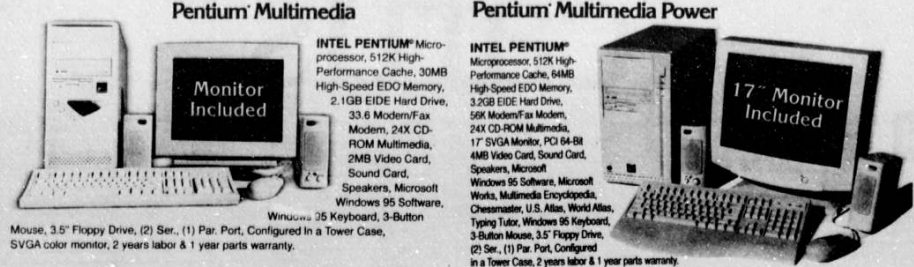 Pentium® Multimedia
Monitor
Included
INTEL PENTIUM® Micro-
processor, 512K High-
Performance Cache, 30MB
High-Speed EDO Memory,
2.1GB EIDE Hard Drive,
33.6 Modem/Fax
Modem, 24X CD-
ROM Multimedia,
2MB Video Card,
Sound Card,
Speakers, Microsoft
Windows 95 Software,
Windows 95 Keyboard, 3-Button
Mouse, 3.5" Floppy Drive, (2) Ser., (1) Par. Port, Configured In a Tower Case,
SVGA color monitor, 2 years labor & 1 year parts warranty.
Pentium® Multimedia Power
INTEL PENTIUM®
Microprocessor, 512K High-
Performance Cache, 64MB
High-Speed EDO Memory,
3.2GB EIDE Hard Drive,
56K Modem/Fax Modem,
24X CD-ROM Multimedia,
17" SVGA Monitor, PCI 64-Bit
4MB Video Card, Sound Card,
Speakers, Microsoft
Windows 95 Software, Microsoft
Works, Multimedia Encyclopedia,
Chessmaster, U.S. Atlas, World Atlas,
Typing Tutor, Windows 95 Keyboard,
3-Button Mouse, 3.5" Floppy Drive,
(2) Ser., (1) Par. Port, Configured
in a Tower Case, 2 years labor & 1 year parts warranty.
17" Monitor
Included